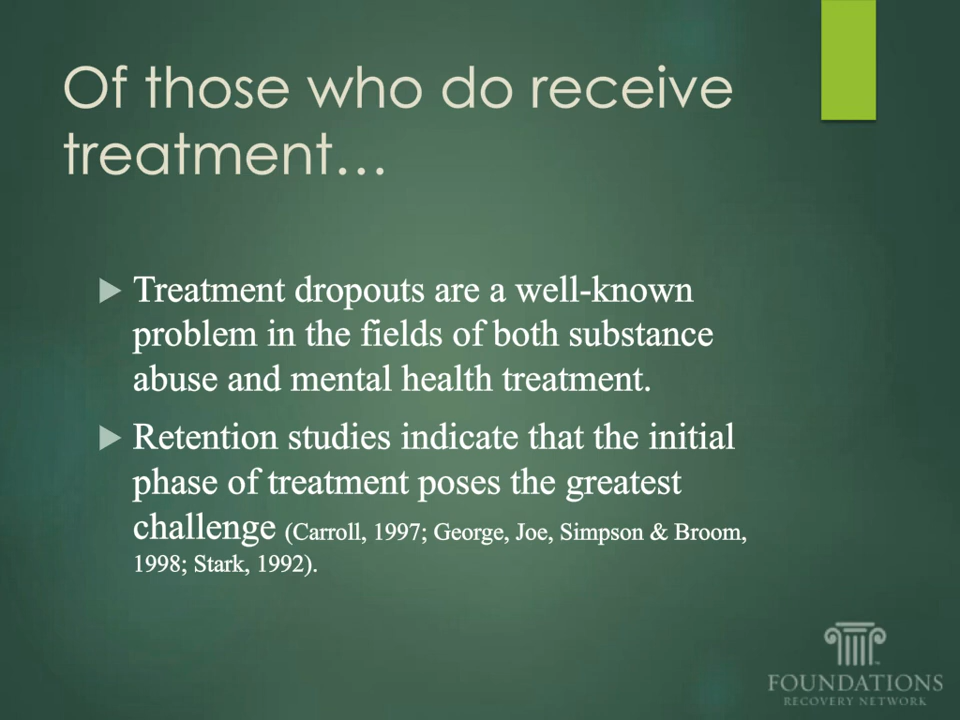 Of those who do receive
treatment…
Treatment dropouts are a well-known
problem in the fields of both substance
abuse and mental health treatment.
Retention studies indicate that the initial
phase of treatment poses the greatest
challenge (Carroll, 1997; George, Joe, Simpson & Broom,
1998; Stark, 1992).
FOUNDATIONS
RECOVERY NETWORK